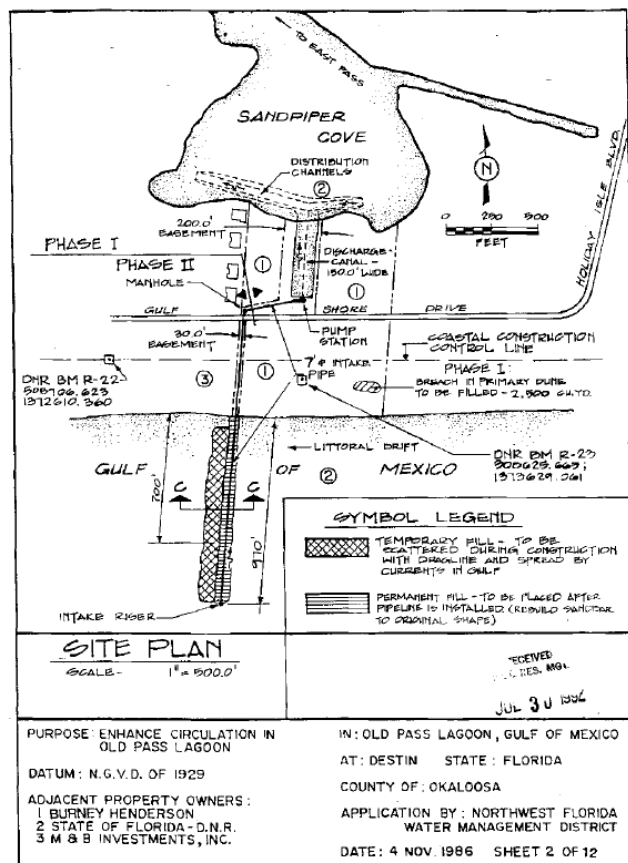 TO EAST PASS
SANDPIPER
COVE
DISTRIBUTION
CHANNELS
2
N
200.0'
EASEMENT
0 250 500
FEET
HOLIDAY ISLE BLVD.
PHASE I
PHASE II
MANHOLE
1
DISCHARGE
CANAL -
150.0' WIDE
1
GULF SHORE DRIVE
30.0'
EASEMENT
PUMP
STATION
COASTAL CONSTRUCTION
CONTROL LINE
7' ⌀ INTAKE
PIPE
3
1
PHASE I:
BREACH IN PRIMARY DUNE
TO BE FILLED - 2,500 CU.YD.
DNR BM R-22
1372610.360
LITTORAL DRIFT
DNR BM R-23
GULF OF MEXICO
2
700'
C C
970'
INTAKE RISER
SYMBOL LEGEND
TEMPORARY FILL - TO BE
SCATTERED DURING CONSTRUCTION
WITH DRAGLINE AND SPREAD BY
CURRENTS IN GULF
PERMANENT FILL - TO BE PLACED AFTER
PIPELINE IS INSTALLED (REBUILD SANDBAR
TO ORIGINAL SHAPE)
SITE PLAN
SCALE - 1" = 500.0'
RECEIVED
RES. MGT.
JUL 30
PURPOSE: ENHANCE CIRCULATION IN
OLD PASS LAGOON
DATUM: N.G.V.D. OF 1929
ADJACENT PROPERTY OWNERS:
1 BURNEY HENDERSON
2 STATE OF FLORIDA - D.N.R.
3 M & B INVESTMENTS, INC.
IN: OLD PASS LAGOON, GULF OF MEXICO
AT: DESTIN STATE: FLORIDA
COUNTY OF: OKALOOSA
APPLICATION BY: NORTHWEST FLORIDA
WATER MANAGEMENT DISTRICT
DATE: 4 NOV. 1986 SHEET 2 OF 12